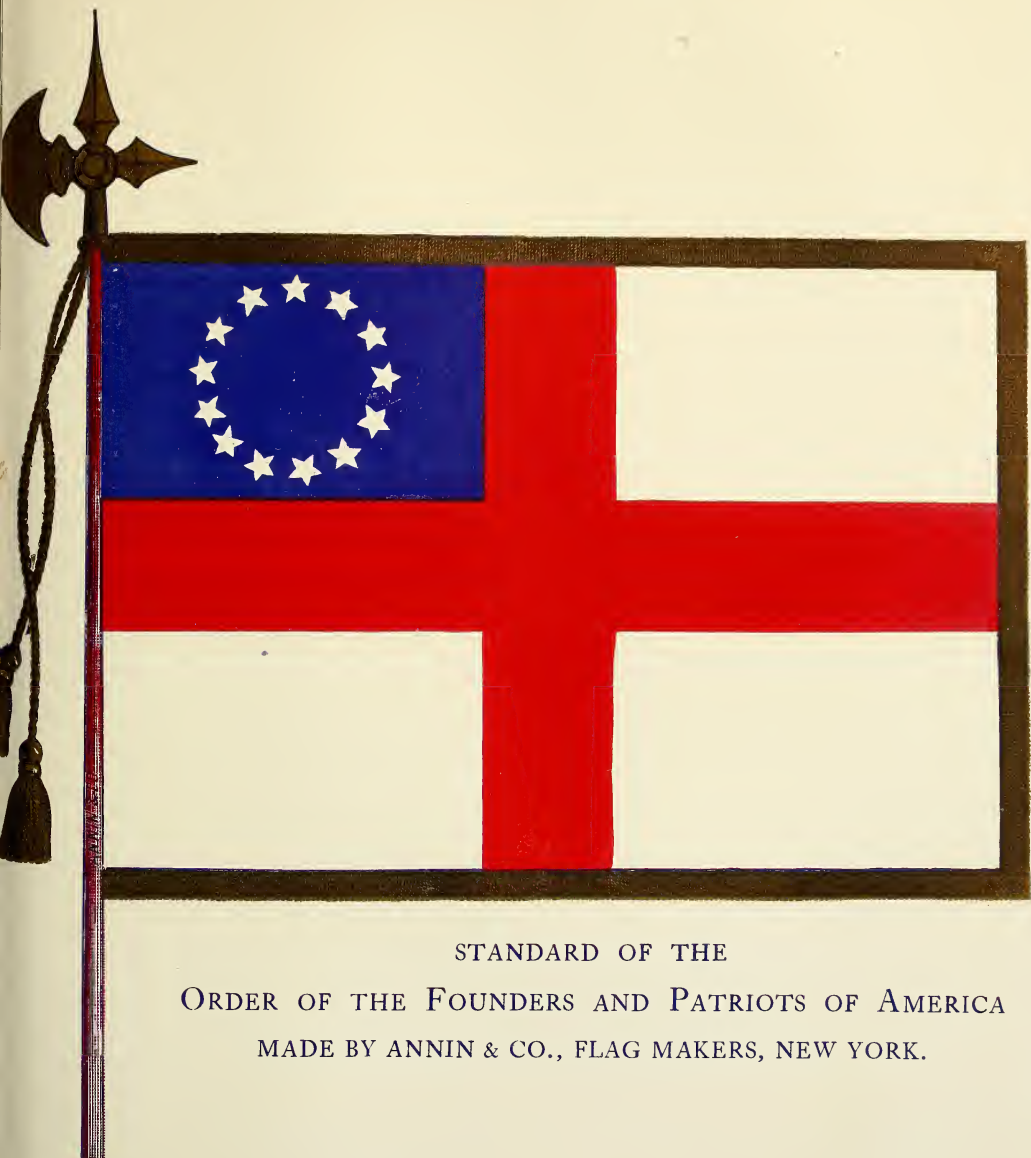 STANDARD OF THE
ORDER OF THE FOUNDERS AND PATRIOTS OF AMERICA
MADE BY ANNIN & CO., FLAG MAKERS, NEW YORK.